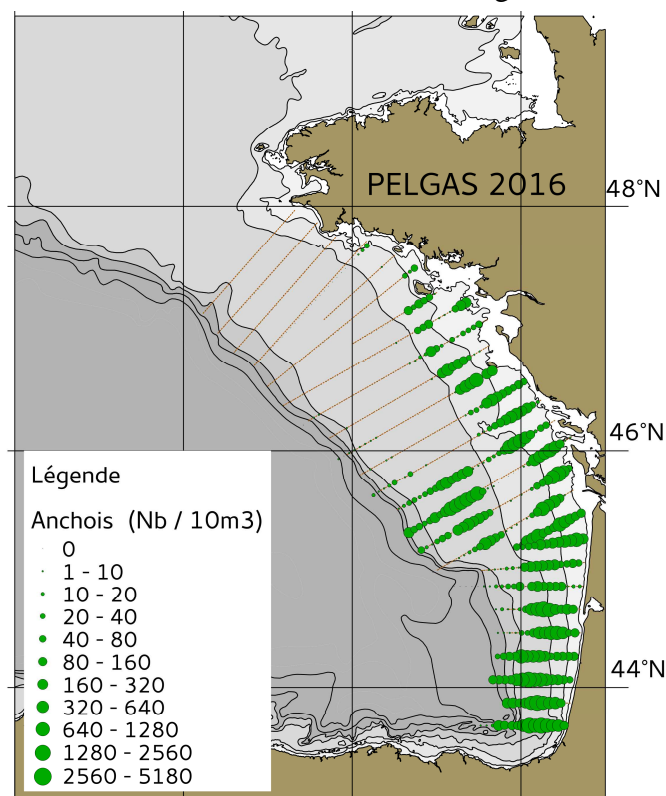 PELGAS 2016
48°N
46°N
44°N
Légende
Anchois (Nb / 10m3)
0
1 - 10
10 - 20
20 - 40
40 - 80
80 - 160
160 - 320
320 - 640
640 - 1280
1280 - 2560
2560 - 5180